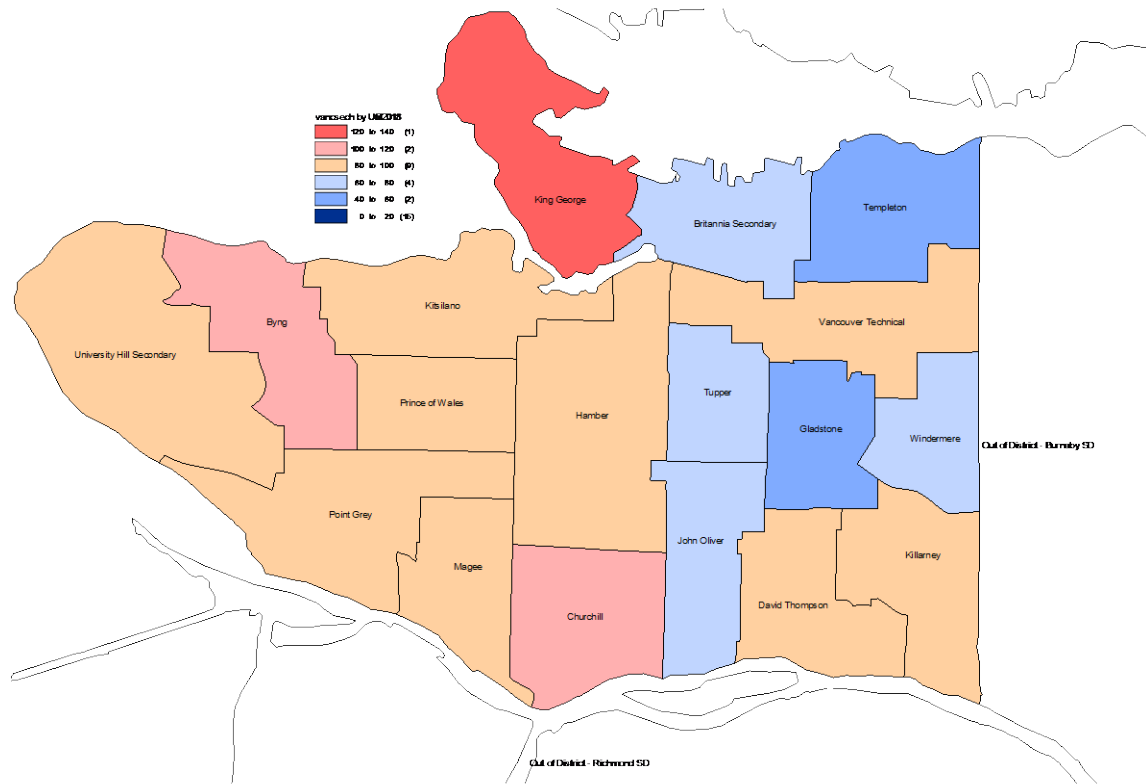 vancsech by Util2018
120 to 140 (1)
100 to 120 (2)
80 to 100 (9)
60 to 80 (4)
40 to 60 (2)
0 to 20 (15)
King George
Templeton
Britannia Secondary
Kitsilano
Byng
Vancouver Technical
University Hill Secondary
Prince of Wales
Tupper
Hamber
Gladstone
Windermere
Out of District - Burnaby SD
Point Grey
John Oliver
Killarney
Magee
David Thompson
Churchill
Out of District - Richmond SD